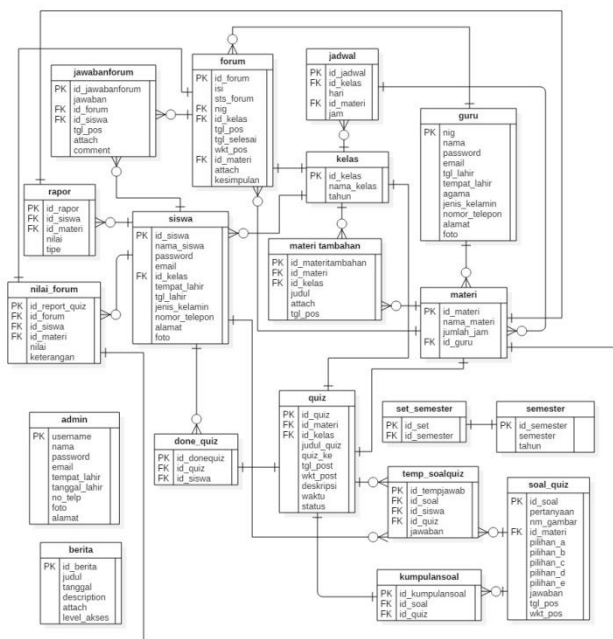 jawabanforum
PK id_jawabanforum
jawaban
FK id_forum
FK id_siswa
tgl_pos
attach
comment
forum
PK id_forum
isi
sts_forum
FK nig
FK id_kelas
tgl_pos
tgl_selesai
wkt_pos
FK id_materi
attach
kesimpulan
jadwal
PK id_jadwal
FK id_kelas
hari
FK id_materi
jam
guru
PK nig
nama
password
email
tgl_lahir
tempat_lahir
agama
jenis_kelamin
nomor_telepon
alamat
foto
kelas
PK id_kelas
nama_kelas
tahun
rapor
PK id_rapor
FK id_siswa
FK id_materi
nilai
tipe
siswa
PK id_siswa
nama_siswa
password
email
FK id_kelas
tempat_lahir
tgl_lahir
jenis_kelamin
nomor_telepon
alamat
foto
materi tambahan
PK id_materitambahan
FK id_materi
FK id_kelas
judul
attach
tgl_pos
nilai_forum
PK id_report_quiz
FK id_forum
FK id_siswa
FK id_materi
nilai
keterangan
materi
PK id_materi
nama_materi
jumlah_jam
FK id_guru
admin
PK username
nama
password
email
tempat_lahir
tanggal_lahir
no_telp
foto
alamat
done_quiz
PK id_donequiz
FK id_quiz
FK id_siswa
quiz
PK id_quiz
FK id_materi
FK id_kelas
judul_quiz
quiz_ke
tgl_post
wkt_post
deskripsi
waktu
status
set_semester
PK id_set
FK id_semester
semester
PK id_semester
semester
tahun
temp_soalquiz
PK id_tempjawab
FK id_soal
FK id_siswa
FK id_quiz
jawaban
soal_quiz
PK id_soal
pertanyaan
nm_gambar
FK id_materi
pilihan_a
pilihan_b
pilihan_c
pilihan_d
pilihan_e
jawaban
tgl_pos
wkt_pos
berita
PK id_berita
judul
tanggal
description
attach
level_akses
kumpulansoal
PK id_kumpulansoal
FK id_soal
FK id_quiz